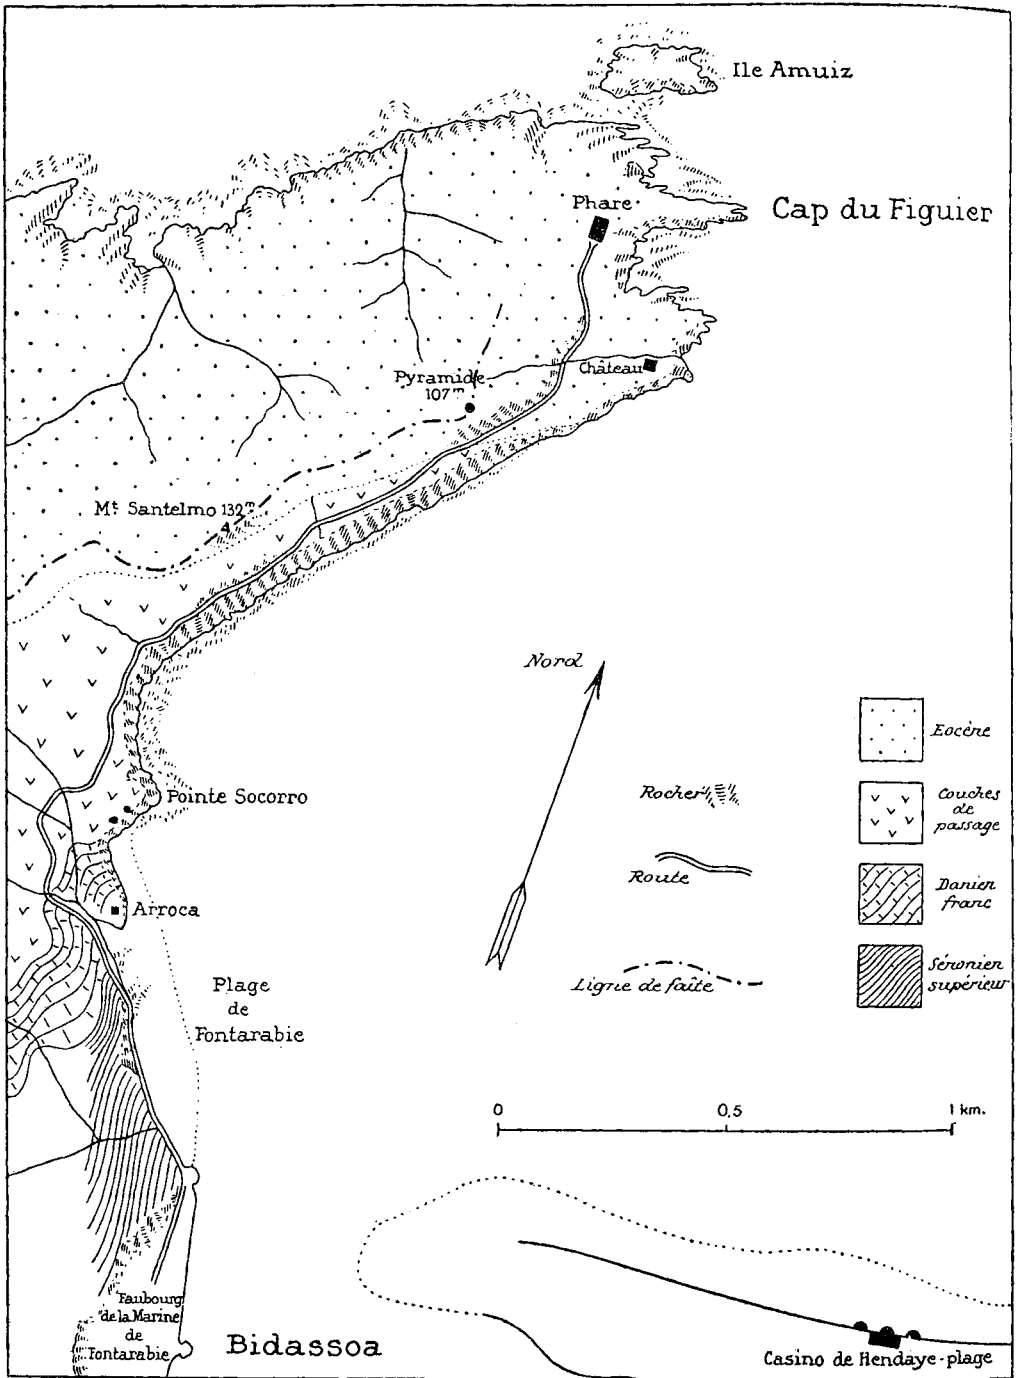 Ile Amuiz
Phare
Cap du Figuier
Château
Pyramide
107m
Mt Santelmo 132m
Nord
Eocène
Pointe Socorro
Rocher
Couches
de
passage
Route
Danien
franc
Arroca
Ligne de faîte
Sénonien
supérieur
Plage
de
Fontarabie
0 0,5 1 km.
Faubourg
de la Marine
de
Fontarabie
Bidassoa
Casino de Hendaye-plage